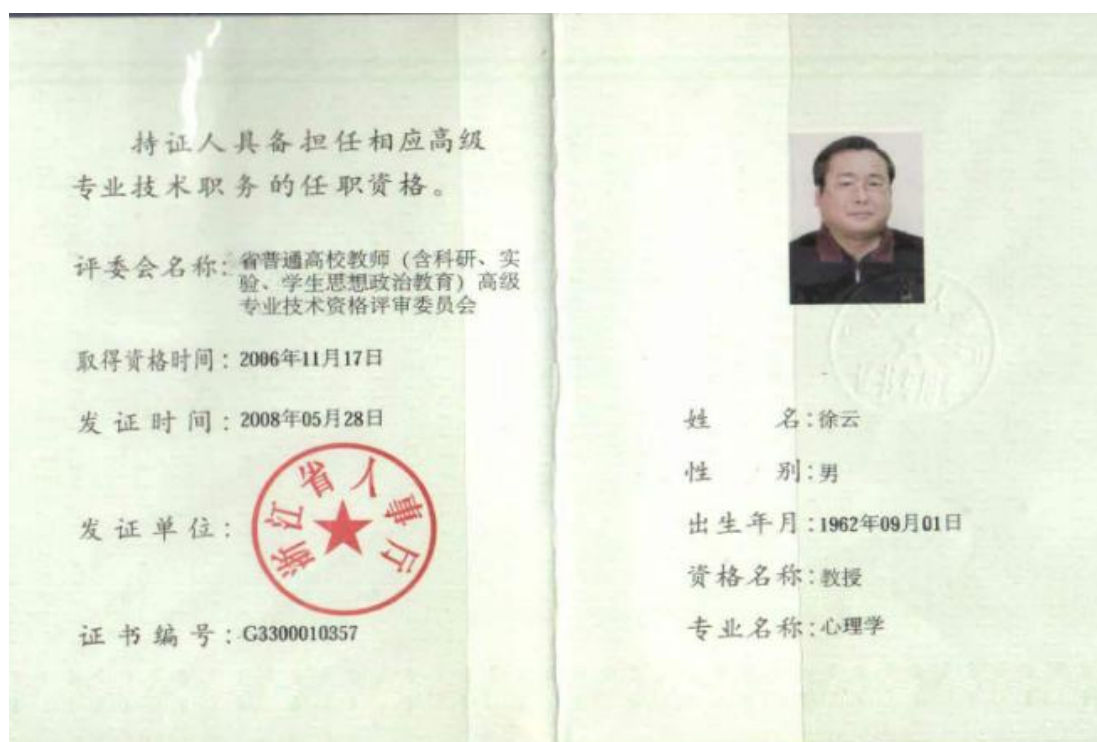 持证人具备担任相应高级
专业技术职务的任职资格。
评委会名称：省普通高校教师（含科研、实
验、学生思想政治教育）高级
专业技术资格评审委员会
取得资格时间：2006年11月17日
发证时间：2008年05月28日
发证单位：
浙江省人事厅
证书编号：G3300010357
姓名：徐云
性别：男
出生年月：1962年09月01日
资格名称：教授
专业名称：心理学